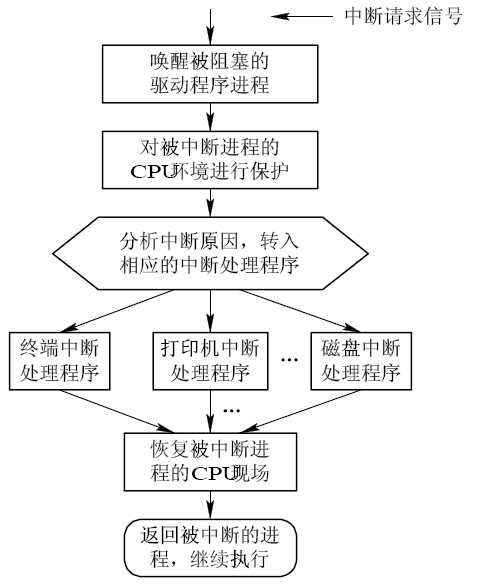 中断请求信号
唤醒被阻塞的
驱动程序进程
对被中断进程的
CPU环境进行保护
分析中断原因，转入
相应的中断处理程序
终端中断
处理程序
打印机中断
处理程序
...
磁盘中断
处理程序
...
恢复被中断进
程的CPU现场
返回被中断的进
程，继续执行